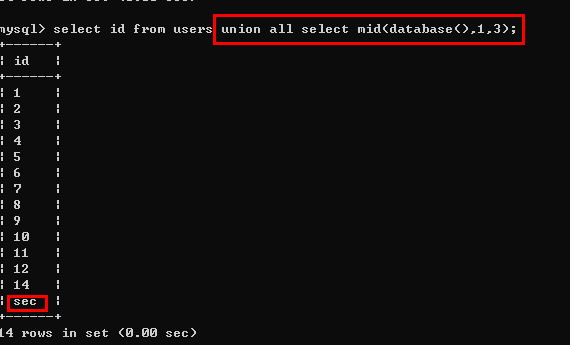 mysql> select id from users union all select mid(database(),1,3);
+------+
| id   |
+------+
| 1    |
| 2    |
| 3    |
| 4    |
| 5    |
| 6    |
| 7    |
| 8    |
| 9    |
| 10   |
| 11   |
| 12   |
| 14   |
| sec  |
+------+
14 rows in set (0.00 sec)